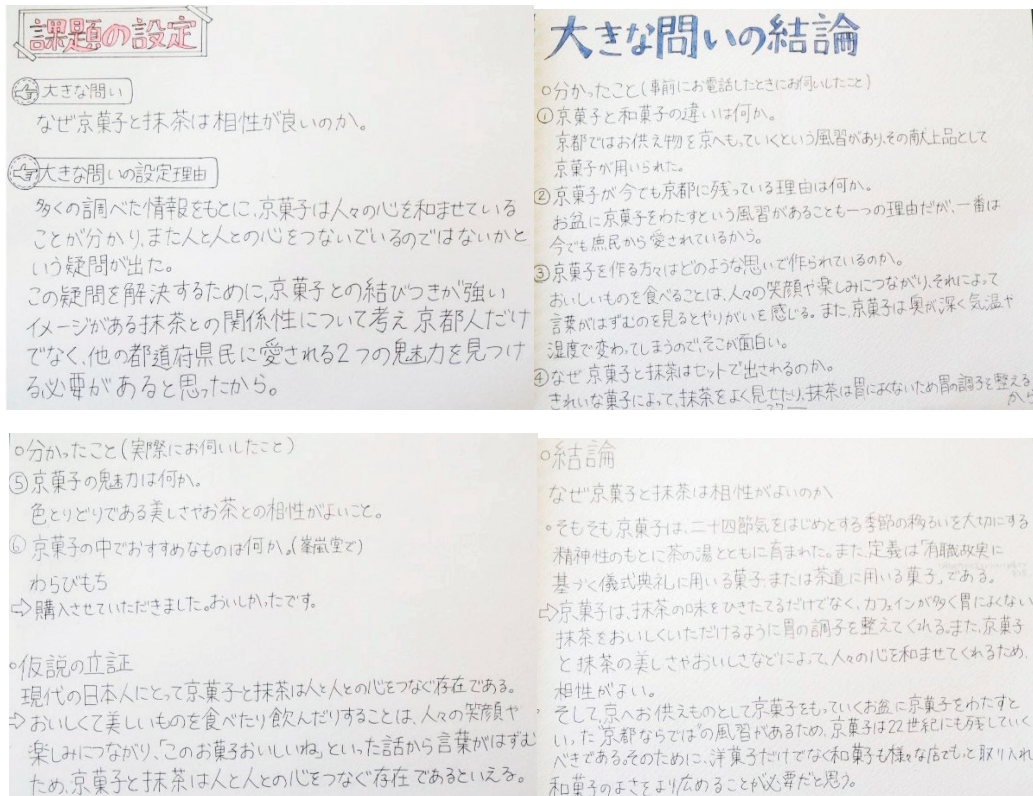 課題の設定
大きな問い
なぜ京菓子と抹茶は相性が良いのか。
大きな問いの設定理由
多くの調べた情報をもとに、京菓子は人々の心を和ませている
ことが分かり、また人と人との心をつないでいるのではないかと
いう疑問が出た。
この疑問を解決するために、京菓子との結びつきが強い
イメージがある抹茶との関係性について考え京都人だけ
でなく、他の都道府県民に愛される2つの魅力を見つけ
る必要があると思ったから。
大きな問いの結論
○分かったこと(事前にお電話したときにお伺いしたこと)
①京菓子と和菓子の違いは何か。
京都ではお供え物を京へもっていくという風習があり、その献上品として
京菓子が用いられた。
②京菓子が今でも京都に残っている理由は何か。
お盆に京菓子をわたすという風習があることも一つの理由だが、一番は
今でも庶民から愛されているから。
③京菓子を作る方々はどのような思いで作られているのか。
おいしいものを食べることは、人々の笑顔や楽しみにつながり、それによって
言葉がはずむのを見るとやりがいを感じる。また、京菓子は奥が深く気温や
湿度で変わってしまうので、そこが面白い。
④なぜ京菓子と抹茶はセットで出されるのか。
きれいな菓子によって、抹茶をよく見せたり、抹茶は胃によくないため胃の調子を整える
から
○分かったこと(実際にお伺いしたこと)
⑤京菓子の魅力は何か。
色とりどりである美しさやお茶との相性がよいこと。
⑥京菓子の中でおすすめなものは何か。(峯嵐堂で)
わらびもち
⇨購入させていただきました。おいしかったです。
○仮説の立証
現代の日本人にとって京菓子と抹茶は人と人との心をつなぐ存在である。
⇨おいしくて美しいものを食べたり飲んだりすることは、人々の笑顔や
楽しみにつながり、「このお菓子おいしいね」といった話から言葉がはずむ
ため、京菓子と抹茶は人と人との心をつなぐ存在であるといえる。
○結論
なぜ京菓子と抹茶は相性がよいのか
・そもそも京菓子は、二十四節気をはじめとする季節の移ろいを大切にする
精神性のもとに茶の湯とともに育まれた。また、定義は「有職故実に
基づく儀式典礼に用いる菓子または茶道に用いる菓子」である。
⇨京菓子は、抹茶の味をひきたてるだけでなく、カフェインが多く胃によくない
抹茶をおいしくいただけるように胃の調子を整えてくれる。また、京菓子
と抹茶の美しさやおいしさなどによって、人々の心を和ませてくれるため、
相性がよい。
そして、京へお供えものとして京菓子をもっていくお盆に京菓子をわたすと
いった"京都ならでは"の風習があるため、京菓子は22世紀にも残していく
べきである。そのために、洋菓子だけでなく和菓子も様々な店でもっと取り入れ
和菓子のよさをより広めることが必要だと思う。